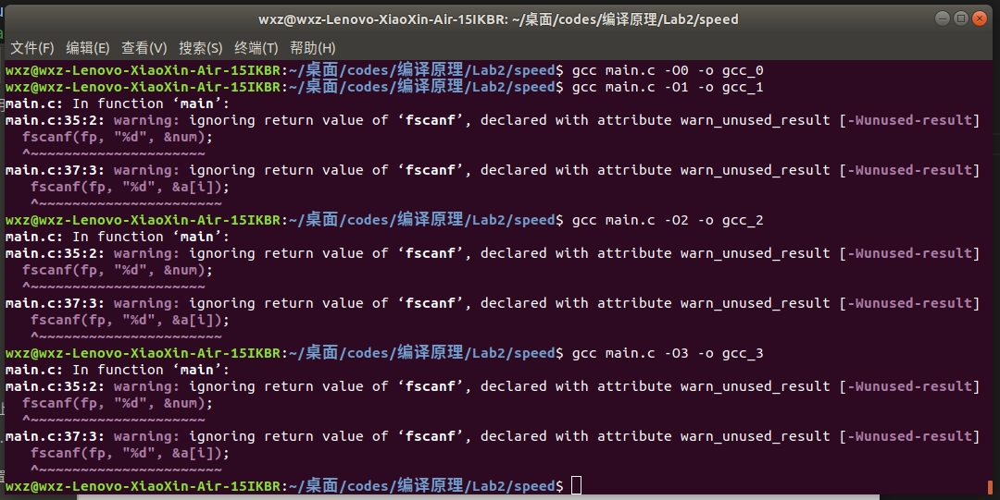 wxz@wxz-Lenovo-XiaoXin-Air-15IKBR: ~/桌面/codes/编译原理/Lab2/speed
文件(F) 编辑(E) 查看(V) 搜索(S) 终端(T) 帮助(H)
wxz@wxz-Lenovo-XiaoXin-Air-15IKBR:~/桌面/codes/编译原理/Lab2/speed$ gcc main.c -O0 -o gcc_0
wxz@wxz-Lenovo-XiaoXin-Air-15IKBR:~/桌面/codes/编译原理/Lab2/speed$ gcc main.c -O1 -o gcc_1
main.c: In function ‘main’:
main.c:35:2: warning: ignoring return value of ‘fscanf’, declared with attribute warn_unused_result [-Wunused-result]
  fscanf(fp, "%d", &num);
  ^~~~~~~~~~~~~~~~~~~~~~
main.c:37:3: warning: ignoring return value of ‘fscanf’, declared with attribute warn_unused_result [-Wunused-result]
   fscanf(fp, "%d", &a[i]);
   ^~~~~~~~~~~~~~~~~~~~~~~
wxz@wxz-Lenovo-XiaoXin-Air-15IKBR:~/桌面/codes/编译原理/Lab2/speed$ gcc main.c -O2 -o gcc_2
main.c: In function ‘main’:
main.c:35:2: warning: ignoring return value of ‘fscanf’, declared with attribute warn_unused_result [-Wunused-result]
  fscanf(fp, "%d", &num);
  ^~~~~~~~~~~~~~~~~~~~~~
main.c:37:3: warning: ignoring return value of ‘fscanf’, declared with attribute warn_unused_result [-Wunused-result]
   fscanf(fp, "%d", &a[i]);
   ^~~~~~~~~~~~~~~~~~~~~~~
wxz@wxz-Lenovo-XiaoXin-Air-15IKBR:~/桌面/codes/编译原理/Lab2/speed$ gcc main.c -O3 -o gcc_3
main.c: In function ‘main’:
main.c:35:2: warning: ignoring return value of ‘fscanf’, declared with attribute warn_unused_result [-Wunused-result]
  fscanf(fp, "%d", &num);
  ^~~~~~~~~~~~~~~~~~~~~~
main.c:37:3: warning: ignoring return value of ‘fscanf’, declared with attribute warn_unused_result [-Wunused-result]
   fscanf(fp, "%d", &a[i]);
   ^~~~~~~~~~~~~~~~~~~~~~~
wxz@wxz-Lenovo-XiaoXin-Air-15IKBR:~/桌面/codes/编译原理/Lab2/speed$